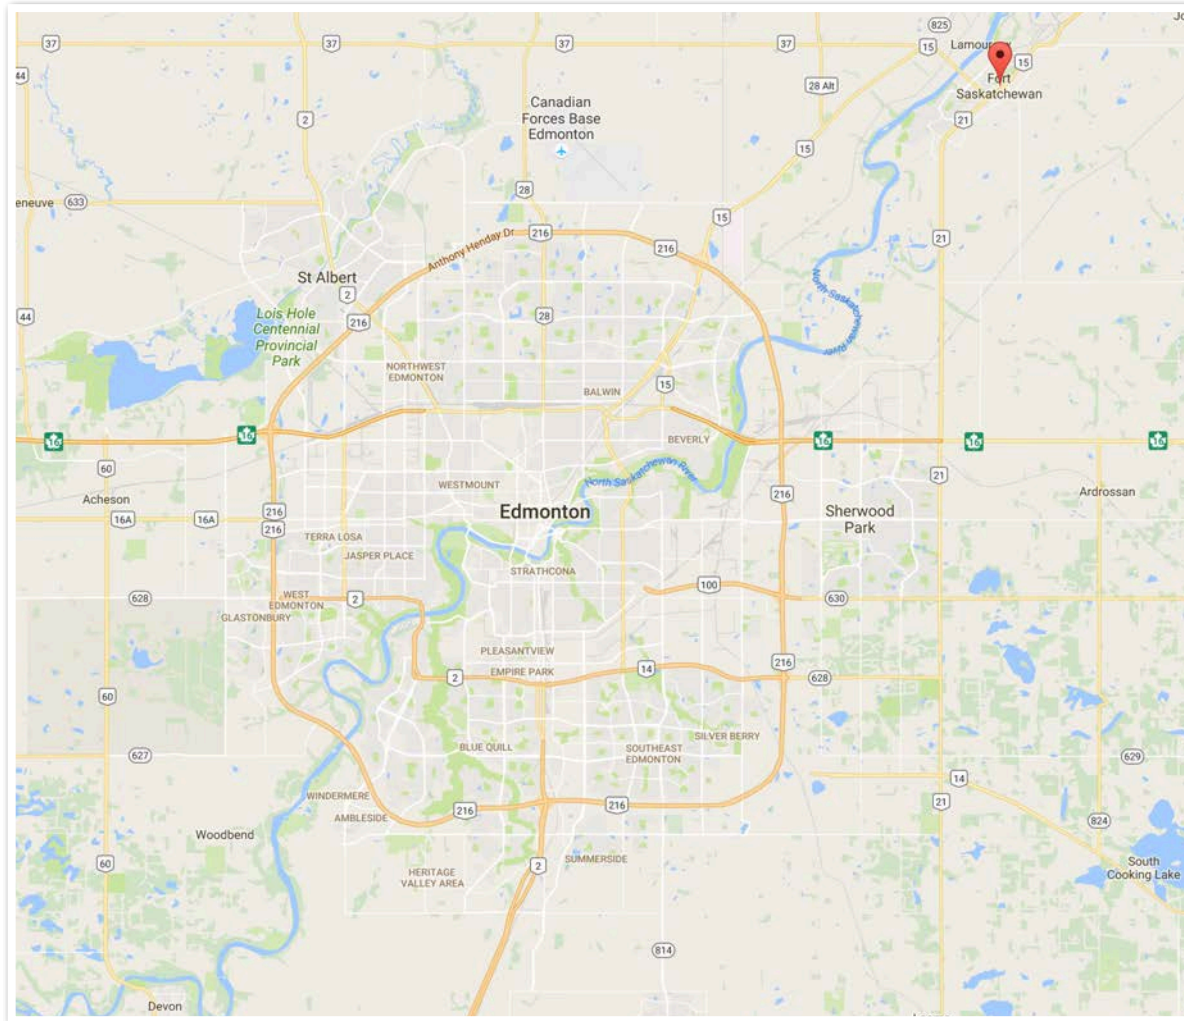 825
37
37
37
37
15
Lamoureux
15
44
28 Alt
Fort
Saskatchewan
Canadian
Forces Base
Edmonton
2
21
15
28
eneuve
633
15
216
216
21
Anthony Henday Dr
St Albert
2
North Saskatchewan River
44
216
28
Lois Hole
Centennial
Provincial
Park
NORTHWEST
EDMONTON
15
BALWIN
16
16
BEVERLY
16
16
16
60
North Saskatchewan River
21
WESTMOUNT
Acheson
216
Ardrossan
16A
16A
216
Edmonton
Sherwood
Park
216
TERRA LOSA
JASPER PLACE
STRATHCONA
100
628
WEST
EDMONTON
2
630
GLASTONBURY
PLEASANTVIEW
216
EMPIRE PARK
14
2
628
60
SILVER BERRY
627
BLUE QUILL
SOUTHEAST
EDMONTON
629
14
WINDERMERE
216
216
21
AMBLESIDE
824
Woodbend
60
2
SUMMERSIDE
South
Cooking Lake
HERITAGE
VALLEY AREA
814
Devon